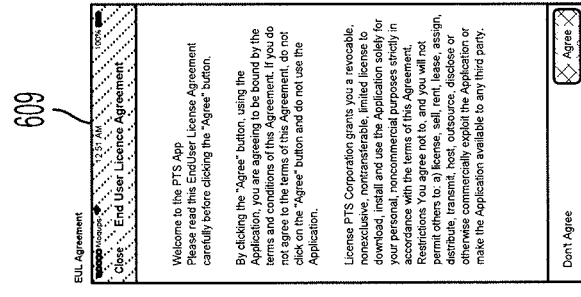 609
EUL Agreement
Mockups 12:51 AM 100%
Close End User Licence Agreement
Welcome to the PTS App
Please read this EndUser License Agreement
carefully before clicking the "Agree" button.
By clicking the "Agree" button, using the
Application, you are agreeing to be bound by the
terms and conditions of this Agreement. If you do
not agree to the terms of this Agreement, do not
click on the "Agree" button and do not use the
Application.
License PTS Corporation grants you a revocable,
nonexclusive, nontransferable, limited license to
download, install and use the Application solely for
your personal, noncommercial purposes strictly in
accordance with the terms of this Agreement,
Restrictions You agree not to, and you will not
permit others to: a) license, sell, rent, lease, assign,
distribute, transmit, host, outsource, disclose or
otherwise commercially exploit the Application or
make the Application available to any third party.
Don't Agree
Agree